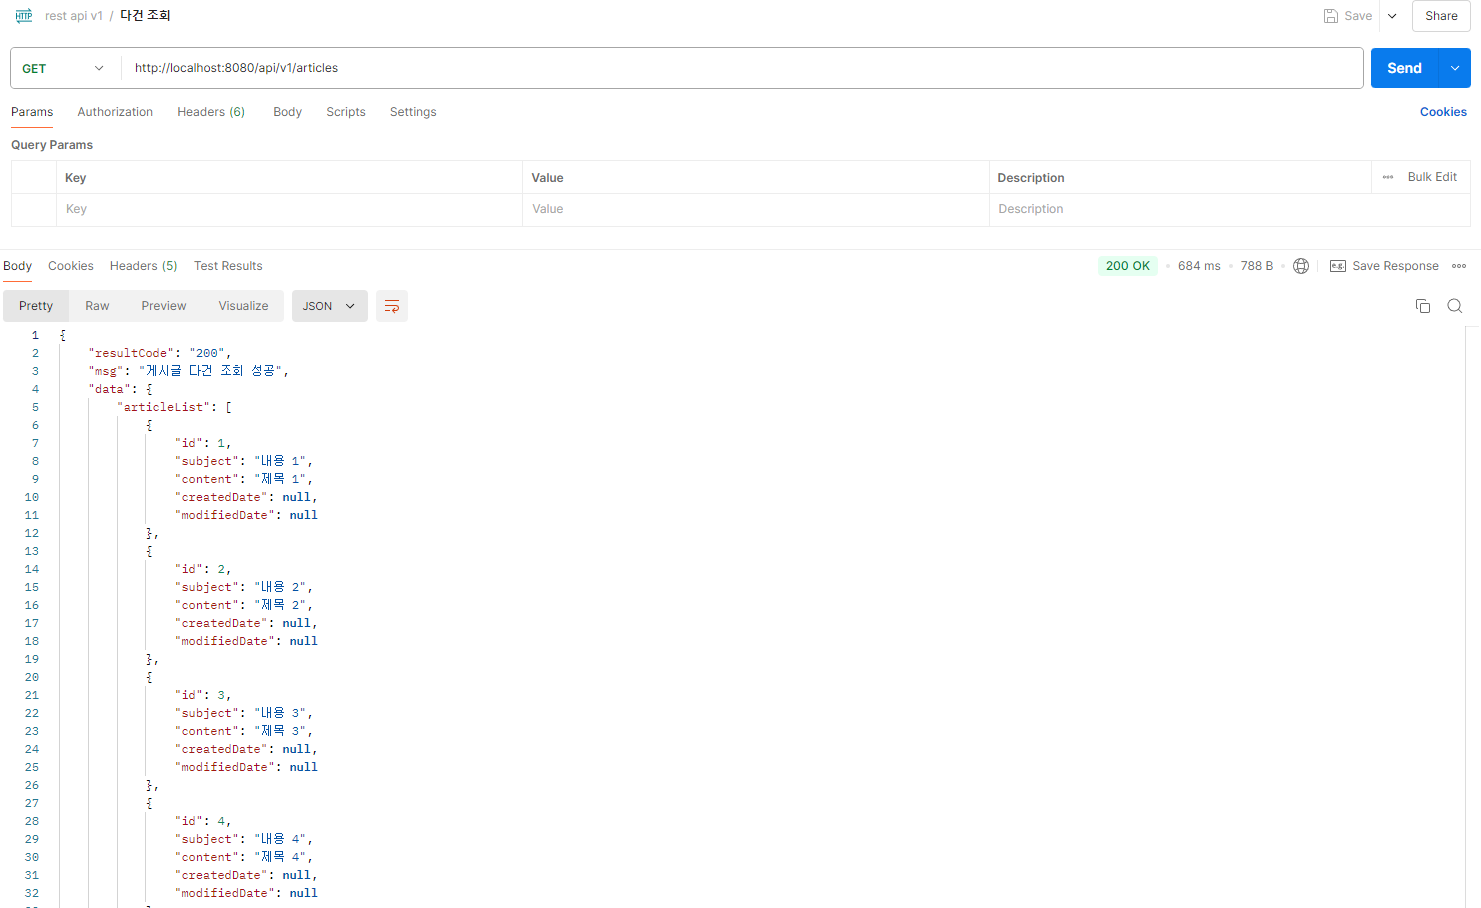 HTTP rest api v1 / 다건 조회 Save Share
GET http://localhost:8080/api/v1/articles Send
Params Authorization Headers (6) Body Scripts Settings Cookies
Query Params
Key Value Description Bulk Edit
Key Value Description
Body Cookies Headers (5) Test Results 200 OK 684 ms 788 B e.g. Save Response
Pretty Raw Preview Visualize JSON
1 {
2 "resultCode": "200",
3 "msg": "게시글 다건 조회 성공",
4 "data": {
5 "articleList": [
6 {
7 "id": 1,
8 "subject": "내용 1",
9 "content": "제목 1",
10 "createdDate": null,
11 "modifiedDate": null
12 },
13 {
14 "id": 2,
15 "subject": "내용 2",
16 "content": "제목 2",
17 "createdDate": null,
18 "modifiedDate": null
19 },
20 {
21 "id": 3,
22 "subject": "내용 3",
23 "content": "제목 3",
24 "createdDate": null,
25 "modifiedDate": null
26 },
27 {
28 "id": 4,
29 "subject": "내용 4",
30 "content": "제목 4",
31 "createdDate": null,
32 "modifiedDate": null